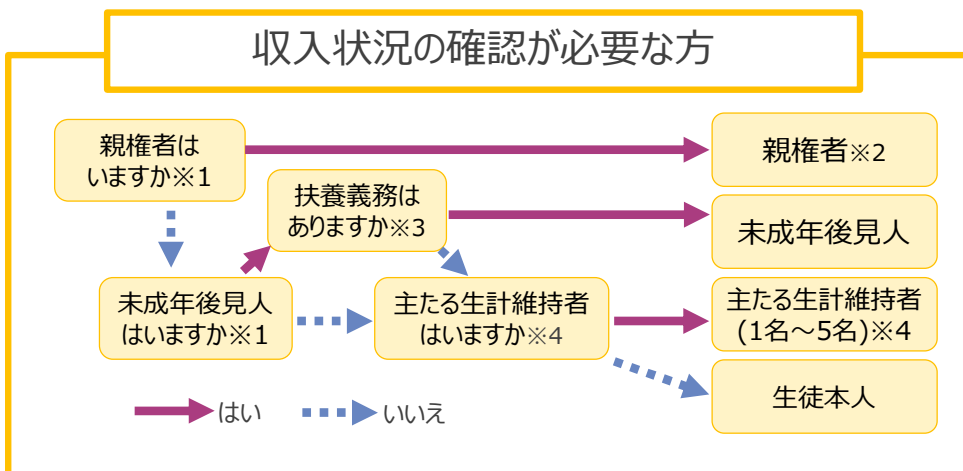 収入状況の確認が必要な方
親権者は
いますか※1
親権者※2
扶養義務は
ありますか※3
未成年後見人
未成年後見人
はいますか※1
主たる生計維持者
はいますか※4
主たる生計維持者
(1名～5名)※4
生徒本人
はい
いいえ